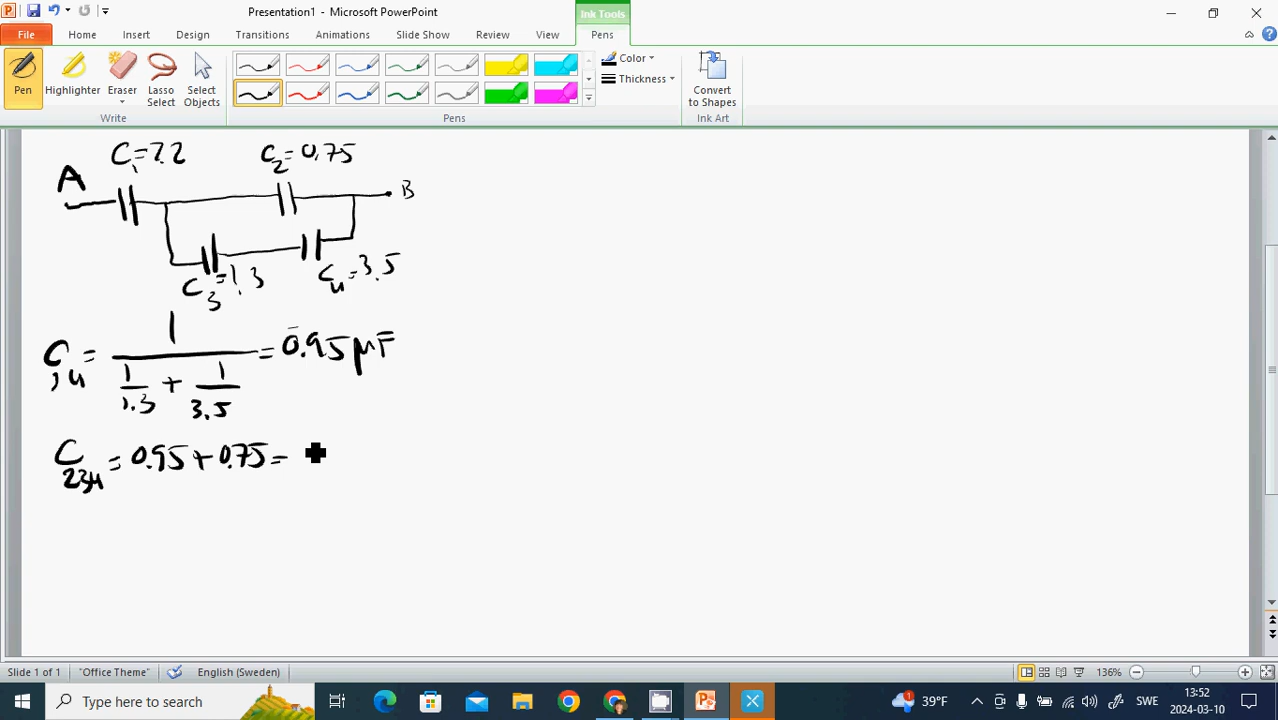 Presentation1 - Microsoft PowerPoint
Ink Tools
File Home Insert Design Transitions Animations Slide Show Review View Pens
Pen Highlighter Eraser Lasso Select Select Objects
Color
Thickness
Convert to Shapes
Write Pens Ink Art
C1=2.2 C2=0.75
A B
C3=1.3 C4=3.5
C34 = 1/(1/1.3 + 1/3.5) = 0.95 μF
C234 = 0.95 + 0.75 =
Slide 1 of 1 "Office Theme" English (Sweden) 136%
Type here to search 1 39°F SWE 13:52
2024-03-10